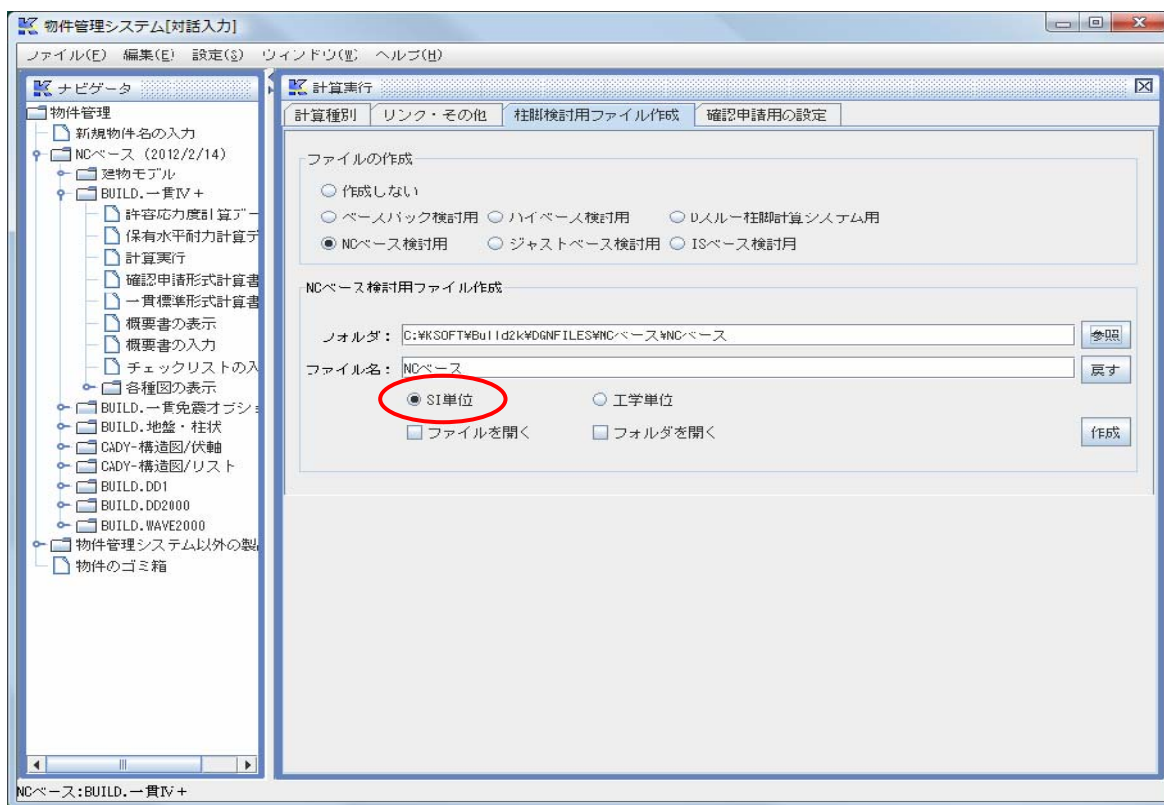 物件管理システム[対話入力]
ファイル(F) 編集(E) 設定(S) ウィンドウ(W) ヘルプ(H)
ナビゲータ
物件管理
新規物件名の入力
NCベース (2012/2/14)
建物モデル
BUILD.一貫Ⅳ+
許容応力度計算デー
保有水平耐力計算デ
計算実行
確認申請形式計算書
一貫標準形式計算書
概要書の表示
概要書の入力
チェックリストの入
各種図の表示
BUILD.一貫免震オプショ
BUILD.地盤・柱状
CADY-構造図/伏軸
CADY-構造図/リスト
BUILD.DD1
BUILD.DD2000
BUILD.WAVE2000
物件管理システム以外の製
物件のゴミ箱
計算実行
計算種別 リンク・その他 柱脚検討用ファイル作成 確認申請用の設定
ファイルの作成
作成しない
ベースパック検討用 ハイベース検討用 Dスルー柱脚計算システム用
NCベース検討用 ジャストベース検討用 ISベース検討用
NCベース検討用ファイル作成
フォルダ: C:¥KSOFT¥Build2k¥DGNFILES¥NCベース¥NCベース 参照
ファイル名: NCベース 戻す
SI単位 工学単位
ファイルを開く フォルダを開く 作成
NCベース:BUILD.一貫Ⅳ+